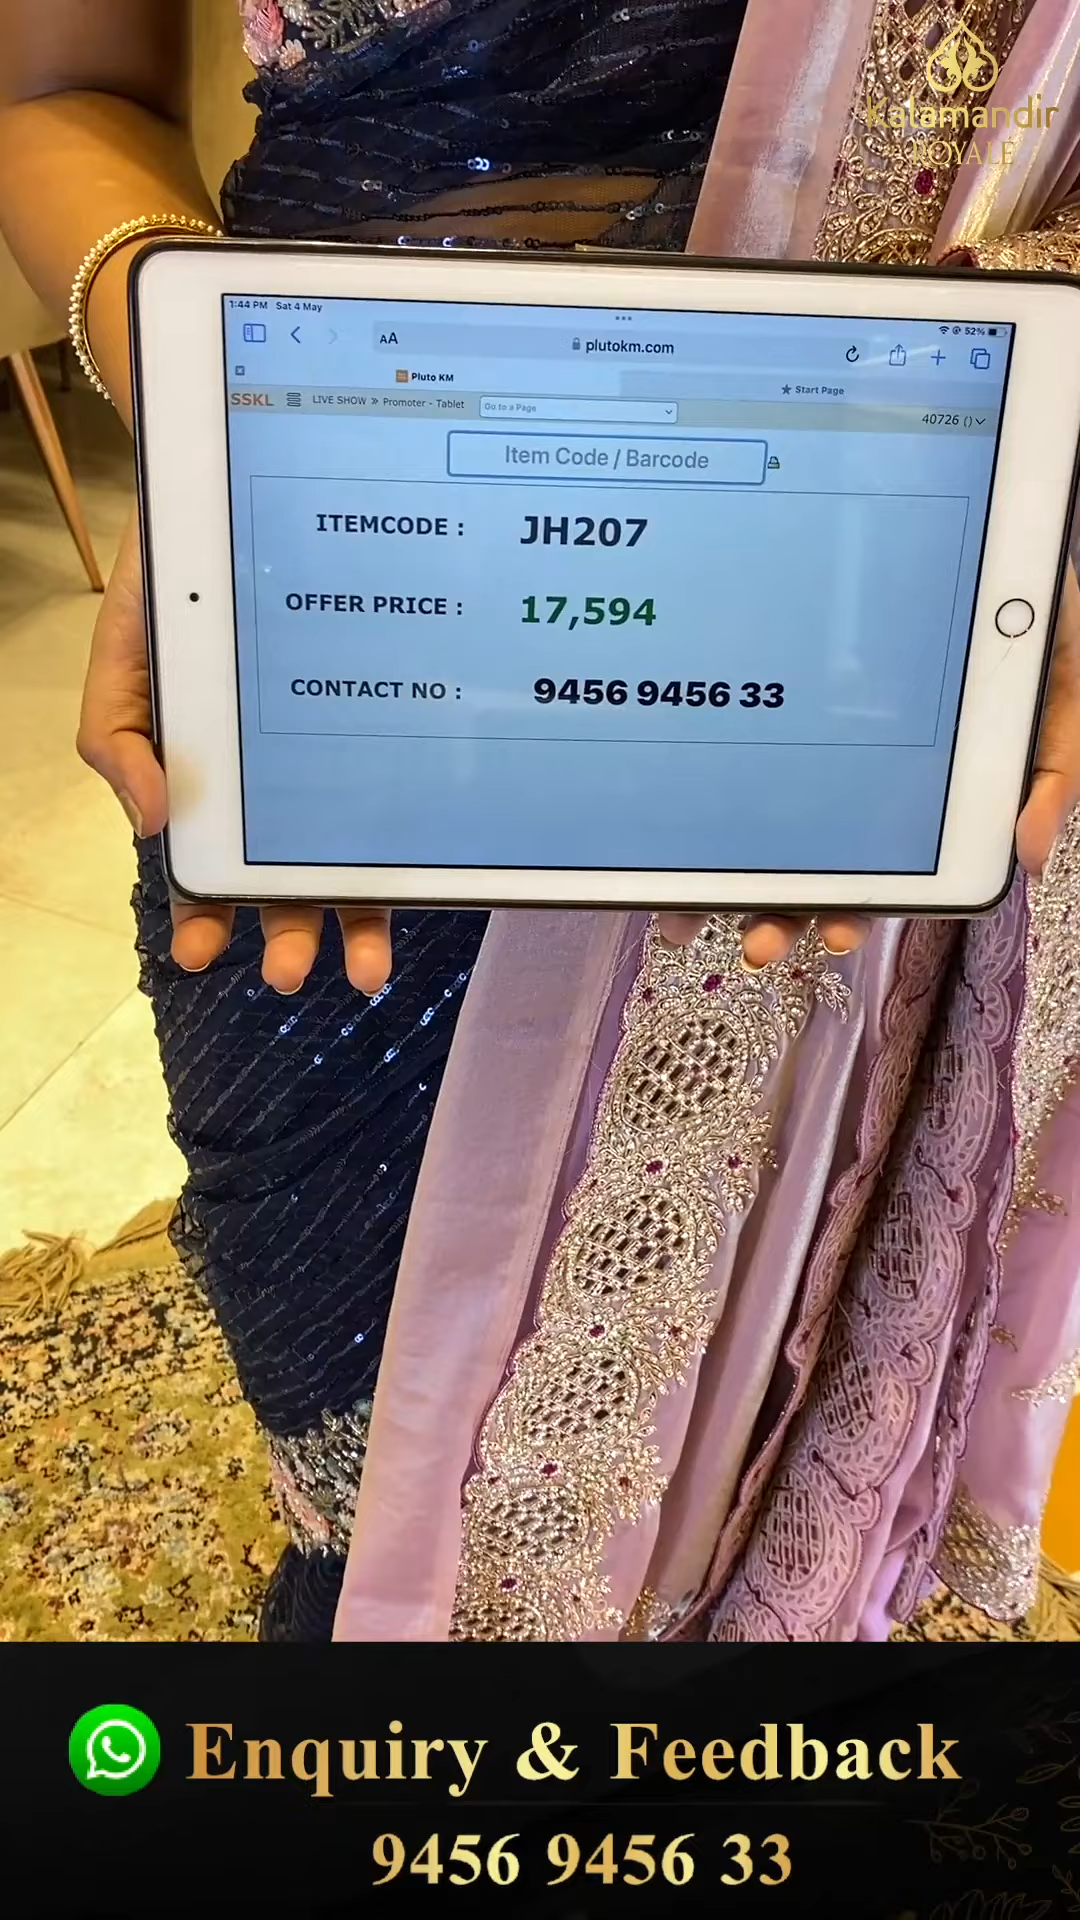 Kalamandir
ROYALE
1:44 PM Sat 4 May
52%
AA
plutokm.com
Pluto KM
Start Page
SSKL
LIVE SHOW » Promoter - Tablet
Go to a Page
40726 ()
Item Code / Barcode
ITEMCODE : JH207
OFFER PRICE : 17,594
CONTACT NO : 9456 9456 33
Enquiry & Feedback
9456 9456 33